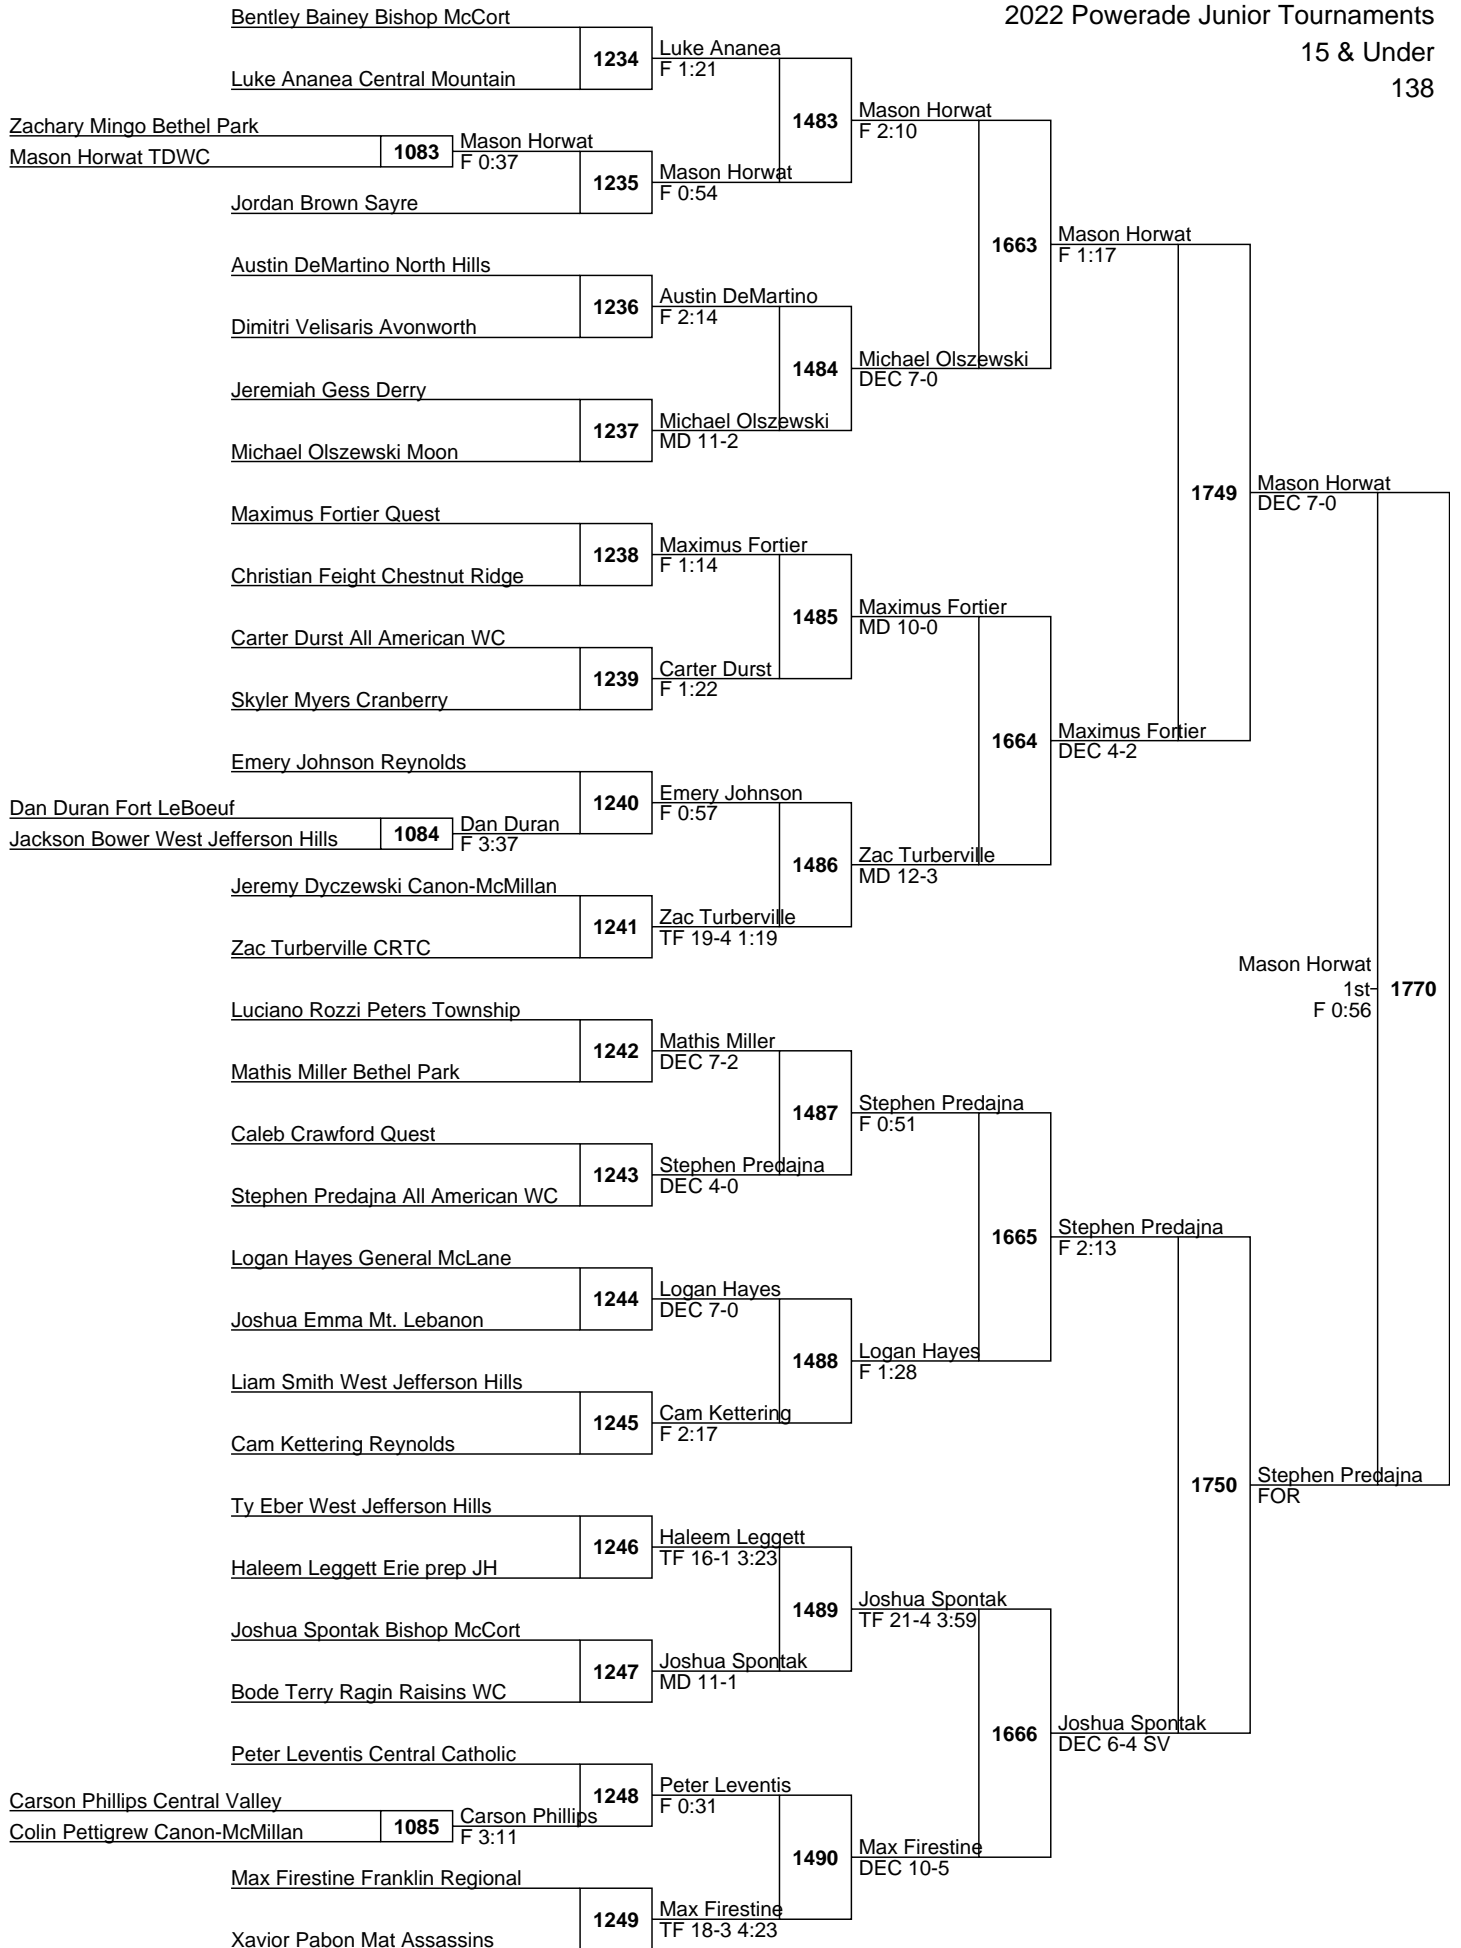 2022 Powerade Junior Tournaments
15 & Under
138
Bentley Bainey Bishop McCort
1234
Luke Ananea
F 1:21
Luke Ananea Central Mountain
1483
Mason Horwat
F 2:10
Zachary Mingo Bethel Park
Mason Horwat TDWC
1083
Mason Horwat
F 0:37
1235
Mason Horwat
F 0:54
Jordan Brown Sayre
1663
Mason Horwat
F 1:17
Austin DeMartino North Hills
1236
Austin DeMartino
F 2:14
Dimitri Velisaris Avonworth
1484
Michael Olszewski
DEC 7-0
Jeremiah Gess Derry
1237
Michael Olszewski
MD 11-2
Michael Olszewski Moon
1749
Mason Horwat
DEC 7-0
Maximus Fortier Quest
1238
Maximus Fortier
F 1:14
Christian Feight Chestnut Ridge
1485
Maximus Fortier
MD 10-0
Carter Durst All American WC
1239
Carter Durst
F 1:22
Skyler Myers Cranberry
1664
Maximus Fortier
DEC 4-2
Emery Johnson Reynolds
1240
Emery Johnson
F 0:57
Dan Duran Fort LeBoeuf
Jackson Bower West Jefferson Hills
1084
Dan Duran
F 3:37
1486
Zac Turberville
MD 12-3
Jeremy Dyczewski Canon-McMillan
1241
Zac Turberville
TF 19-4 1:19
Zac Turberville CRTC
Mason Horwat
1st
F 0:56
1770
Luciano Rozzi Peters Township
1242
Mathis Miller
DEC 7-2
Mathis Miller Bethel Park
1487
Stephen Predajna
F 0:51
Caleb Crawford Quest
1243
Stephen Predajna
DEC 4-0
Stephen Predajna All American WC
1665
Stephen Predajna
F 2:13
Logan Hayes General McLane
1244
Logan Hayes
DEC 7-0
Joshua Emma Mt. Lebanon
1488
Logan Hayes
F 1:28
Liam Smith West Jefferson Hills
1245
Cam Kettering
F 2:17
Cam Kettering Reynolds
1750
Stephen Predajna
FOR
Ty Eber West Jefferson Hills
1246
Haleem Leggett
TF 16-1 3:23
Haleem Leggett Erie prep JH
1489
Joshua Spontak
TF 21-4 3:59
Joshua Spontak Bishop McCort
1247
Joshua Spontak
MD 11-1
Bode Terry Ragin Raisins WC
1666
Joshua Spontak
DEC 6-4 SV
Peter Leventis Central Catholic
1248
Peter Leventis
F 0:31
Carson Phillips Central Valley
Colin Pettigrew Canon-McMillan
1085
Carson Phillips
F 3:11
1490
Max Firestine
DEC 10-5
Max Firestine Franklin Regional
1249
Max Firestine
TF 18-3 4:23
Xavior Pabon Mat Assassins